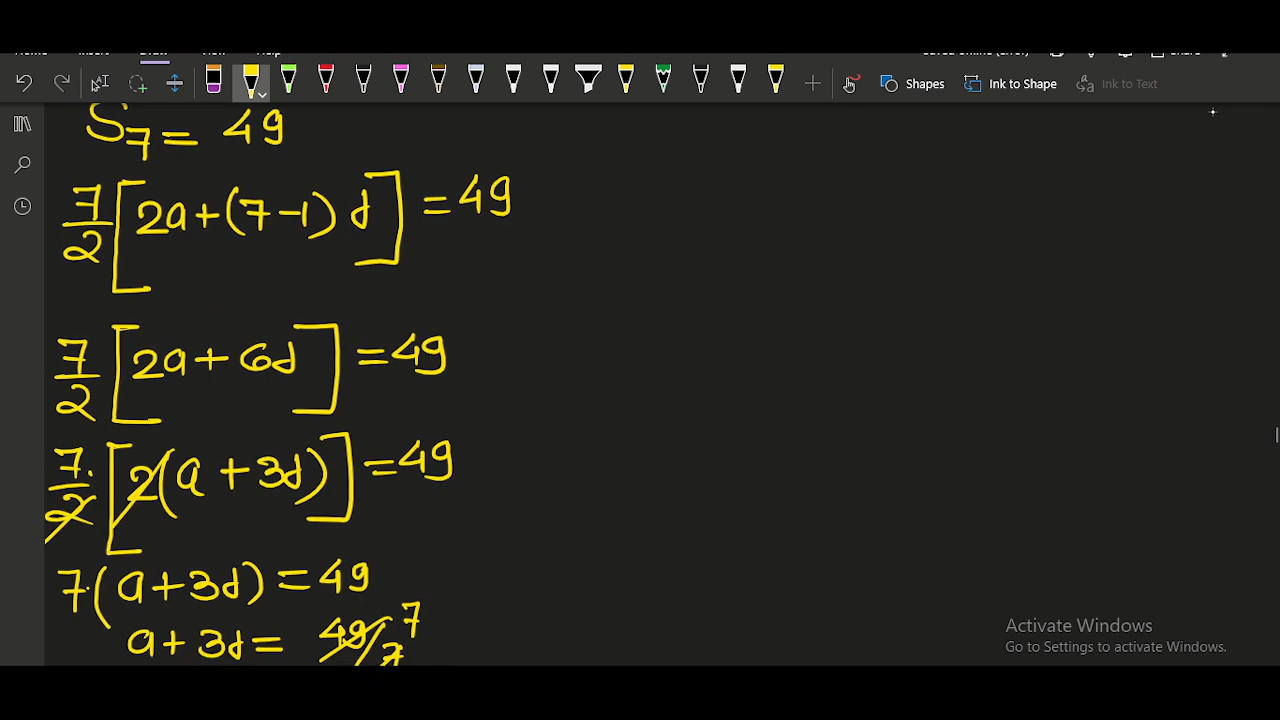 Shapes Ink to Shape Ink to Text
S₇ = 49
7/2 [2a+(7-1) d] = 49
7/2 [2a+6d] = 49
7/2 [2(a+3d)] = 49
7(a+3d) = 49
a+3d = 49/7 7
Activate Windows
Go to Settings to activate Windows.